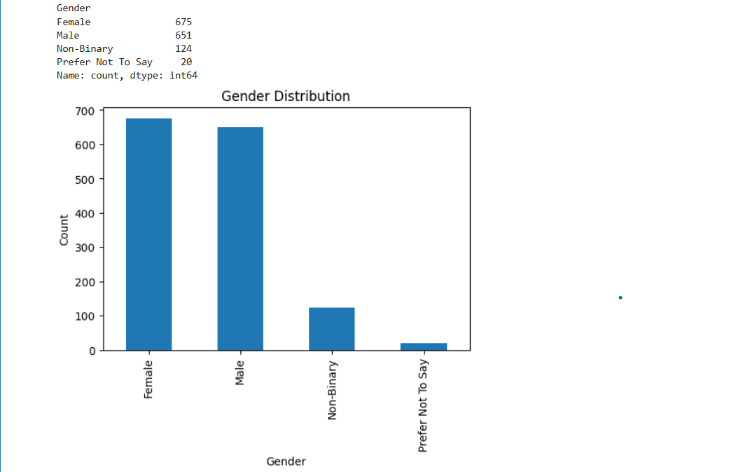 Gender
Female 675
Male 651
Non-Binary 124
Prefer Not To Say 20
Name: count, dtype: int64
Gender Distribution
700
600
500
400
300
200
100
0
Count
Female
Male
Non-Binary
Prefer Not To Say
Gender